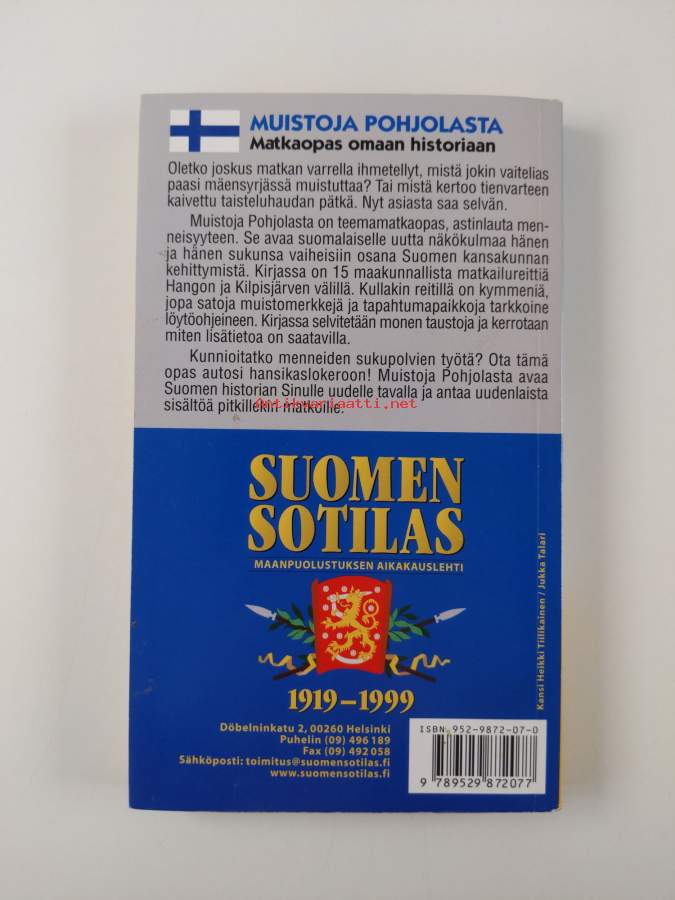 MUISTOJA POHJOLASTA
Matkaopas omaan historiaan
Oletko joskus matkan varrella ihmetellyt, mistä jokin vaitelias
paasi mäensyrjässä muistuttaa? Tai mistä kertoo tienvarteen
kaivettu taisteluhaudan pätkä. Nyt asiasta saa selvän.
Muistoja Pohjolasta on teemamatkaopas, astinlauta men-
neisyyteen. Se avaa suomalaiselle uutta näkökulmaa hänen
ja hänen sukunsa vaiheisiin osana Suomen kansakunnan
kehittymistä. Kirjassa on 15 maakunnallista matkailureittiä
Hangon ja Kilpisjärven välillä. Kullakin reitillä on kymmeniä,
jopa satoja muistomerkkejä ja tapahtumapaikkoja tarkkoine
löytöohjeineen. Kirjassa selvitetään monen taustoja ja kerrotaan
miten lisätietoa on saatavilla.
Kunnioitatko menneiden sukupolvien työtä? Ota tämä
opas autosi hansikaslokeroon! Muistoja Pohjolasta avaa
Suomen historian Sinulle uudelle tavalla ja antaa uudenlaista
sisältöä pitkillekin matkoille.
Antikvariaatti.net
SUOMEN
SOTILAS
MAANPUOLUSTUKSEN AIKAKAUSLEHTI
1919–1999
Döbelninkatu 2, 00260 Helsinki
Puhelin (09) 496 189
Fax (09) 492 058
Sähköposti: toimitus@suomensotilas.fi
www.suomensotilas.fi
Kansi Heikki Tiilikainen / Jukka Talari
ISBN 952-9872-07-0
9 789529 872077